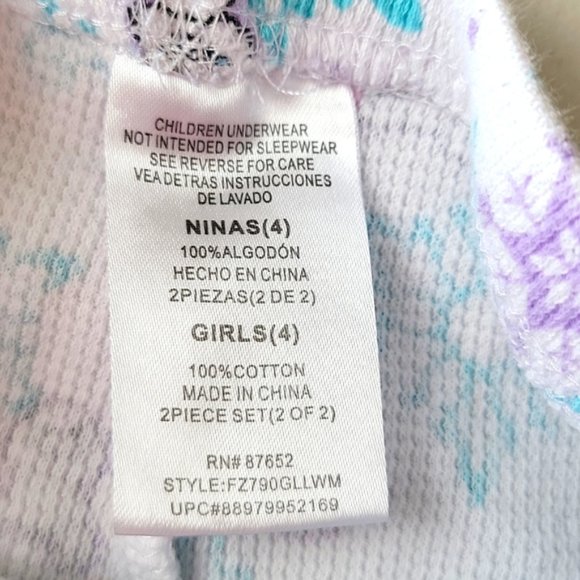 CHILDREN UNDERWEAR
NOT INTENDED FOR SLEEPWEAR
SEE REVERSE FOR CARE
VEA DETRAS INSTRUCCIONES
DE LAVADO
NINAS(4)
100%ALGODÓN
HECHO EN CHINA
2PIEZAS(2 DE 2)
GIRLS(4)
100%COTTON
MADE IN CHINA
2PIECE SET(2 OF 2)
RN# 87652
STYLE:FZ790GLLWM
UPC#88979952169